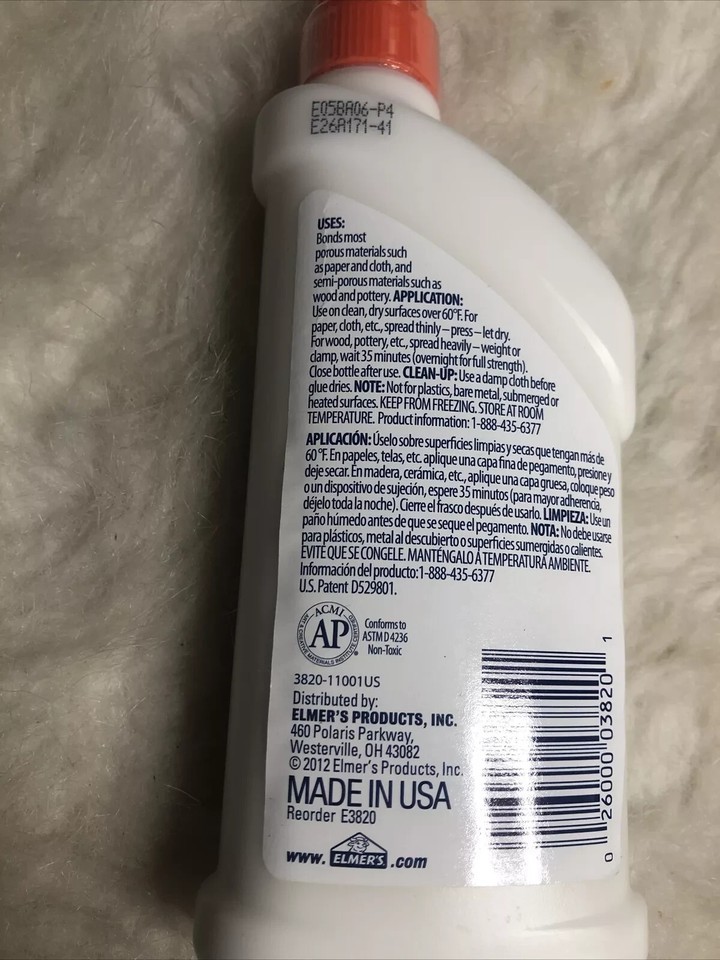 E05BA06-P4
E26A171-41
USES:
Bonds most
porous materials such
as paper and cloth, and
semi-porous materials such as
wood and pottery. APPLICATION:
Use on clean, dry surfaces over 60°F. For
paper, cloth, etc., spread thinly – press – let dry.
For wood, pottery, etc., spread heavily – weight or
clamp, wait 35 minutes (overnight for full strength).
Close bottle after use. CLEAN-UP: Use a damp cloth before
glue dries. NOTE: Not for plastics, bare metal, submerged or
heated surfaces. KEEP FROM FREEZING. STORE AT ROOM
TEMPERATURE. Product information: 1-888-435-6377
APLICACIÓN: Úselo sobre superficies limpias y secas que tengan más de
60 °F. En papeles, telas, etc. aplique una capa fina de pegamento, presione y
deje secar. En madera, cerámica, etc., aplique una capa gruesa, coloque peso
o un dispositivo de sujeción, espere 35 minutos (para mayor adherencia,
déjelo toda la noche). Cierre el frasco después de usarlo. LIMPIEZA: Use un
paño húmedo antes de que se seque el pegamento. NOTA: No debe usarse
para plásticos, metal al descubierto o superficies sumergidas o calientes.
EVITE QUE SE CONGELE. MANTÉNGALO A TEMPERATURA AMBIENTE.
Información del producto:1-888-435-6377
U.S. Patent D529801.
ACMI
AP
ART & CREATIVE MATERIALS INSTITUTE CERTIFIED
®
Conforms to
ASTM D 4236
Non-Toxic
3820-11001US
Distributed by:
ELMER'S PRODUCTS, INC.
460 Polaris Parkway,
Westerville, OH 43082
© 2012 Elmer's Products, Inc.
MADE IN USA
Reorder E3820
www. ELMER'S .com
0 26000 03820 1